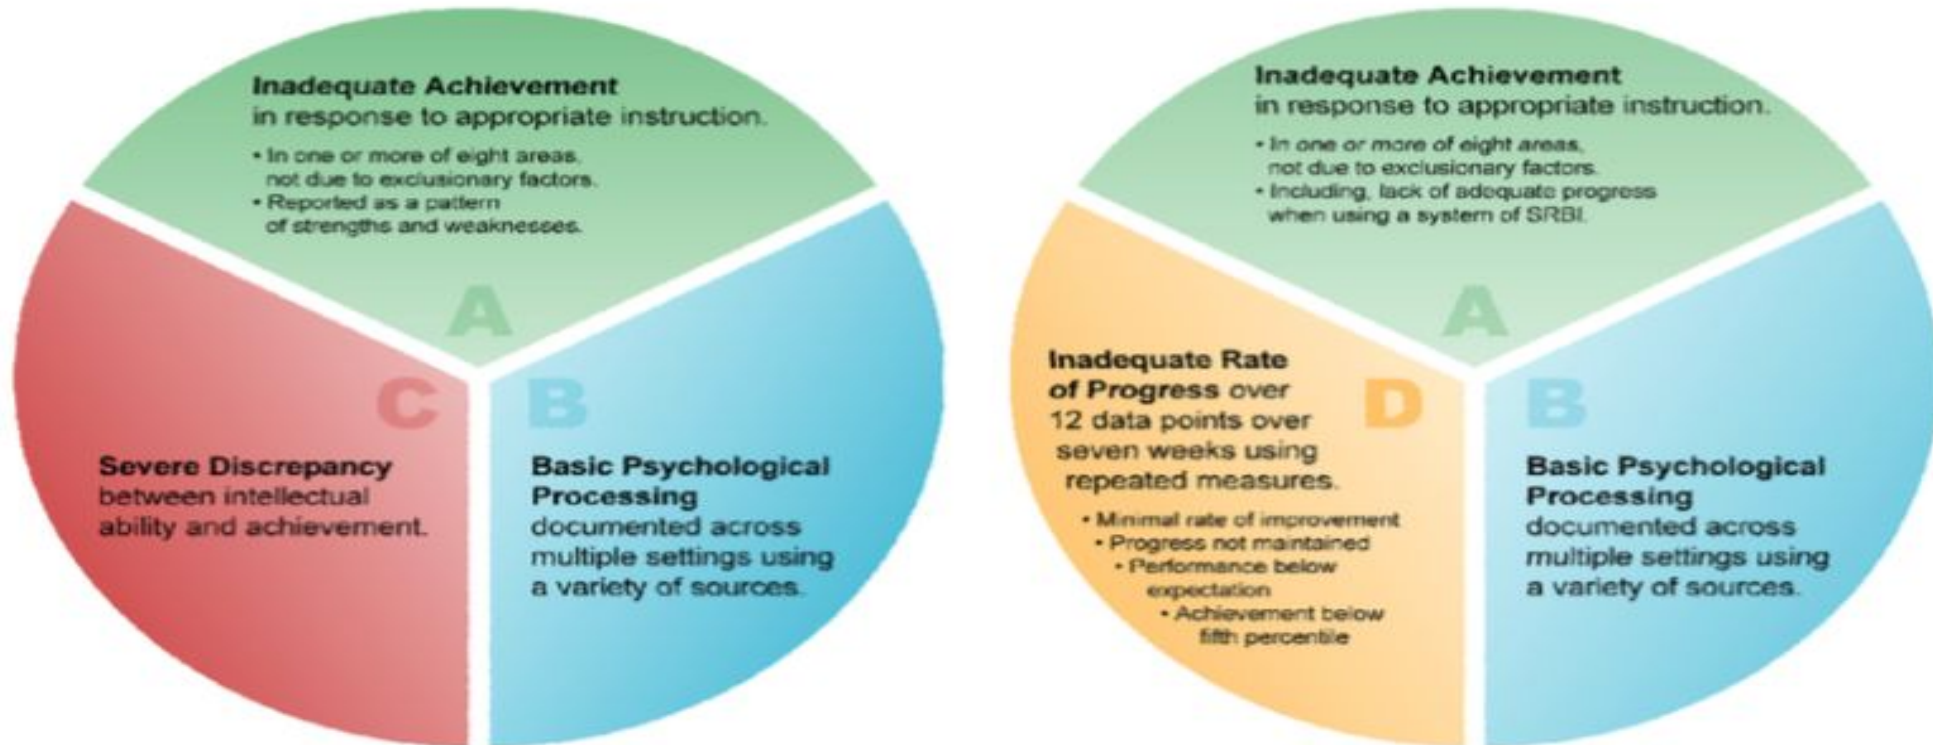 Inadequate Achievement
in response to appropriate instruction.
• In one or more of eight areas,
not due to exclusionary factors.
• Reported as a pattern
of strengths and weaknesses.
A
C
Severe Discrepancy
between intellectual
ability and achievement.
B
Basic Psychological
Processing
documented across
multiple settings using
a variety of sources.
Inadequate Achievement
in response to appropriate instruction.
• In one or more of eight areas,
not due to exclusionary factors.
• Including, lack of adequate progress
when using a system of SRBI.
A
D
Inadequate Rate
of Progress over
12 data points over
seven weeks using
repeated measures.
• Minimal rate of improvement
• Progress not maintained
• Performance below
expectation
• Achievement below
fifth percentile
B
Basic Psychological
Processing
documented across
multiple settings using
a variety of sources.